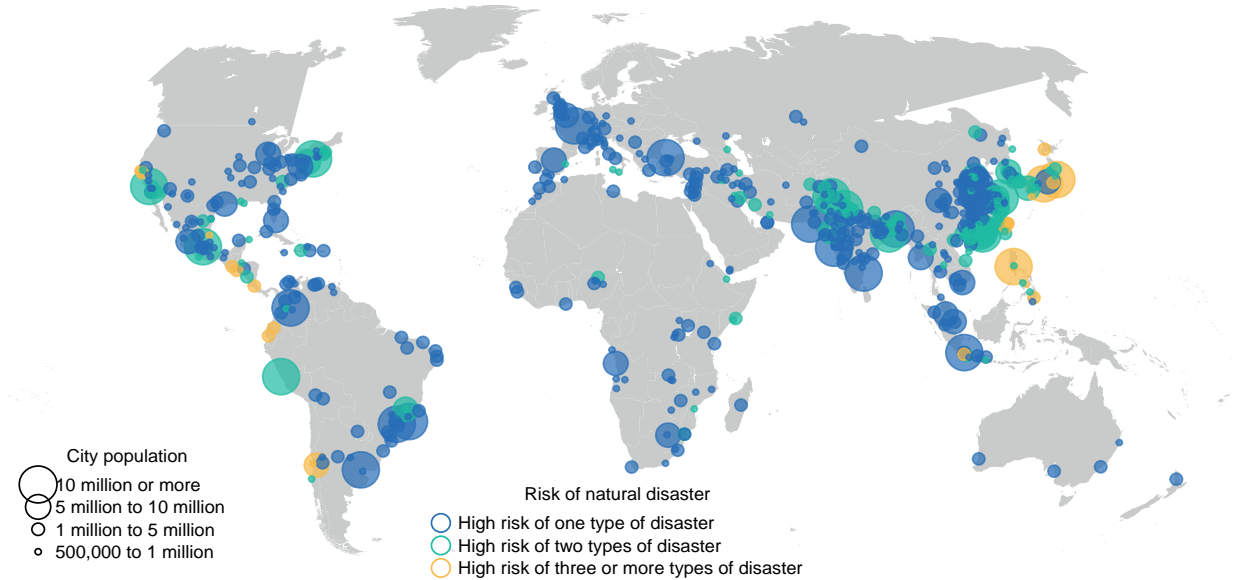 City population
10 million or more
5 million to 10 million
1 million to 5 million
500,000 to 1 million
Risk of natural disaster
High risk of one type of disaster
High risk of two types of disaster
High risk of three or more types of disaster